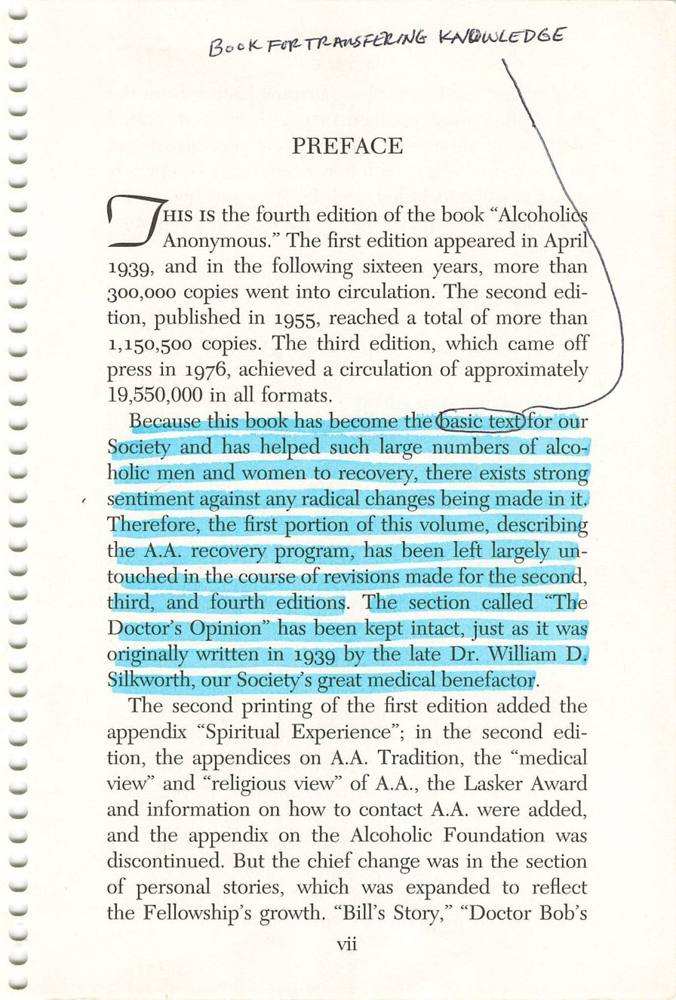 BOOK FOR TRANSFERING KNOWLEDGE
PREFACE
THIS IS the fourth edition of the book “Alcoholics
Anonymous.” The first edition appeared in April
1939, and in the following sixteen years, more than
300,000 copies went into circulation. The second edi-
tion, published in 1955, reached a total of more than
1,150,500 copies. The third edition, which came off
press in 1976, achieved a circulation of approximately
19,550,000 in all formats.
Because this book has become the basic text for our
Society and has helped such large numbers of alco-
holic men and women to recovery, there exists strong
sentiment against any radical changes being made in it.
Therefore, the first portion of this volume, describing
the A.A. recovery program, has been left largely un-
touched in the course of revisions made for the second,
third, and fourth editions. The section called “The
Doctor’s Opinion” has been kept intact, just as it was
originally written in 1939 by the late Dr. William D.
Silkworth, our Society’s great medical benefactor.
The second printing of the first edition added the
appendix “Spiritual Experience”; in the second edi-
tion, the appendices on A.A. Tradition, the “medical
view” and “religious view” of A.A., the Lasker Award
and information on how to contact A.A. were added,
and the appendix on the Alcoholic Foundation was
discontinued. But the chief change was in the section
of personal stories, which was expanded to reflect
the Fellowship’s growth. “Bill’s Story,” “Doctor Bob’s
vii